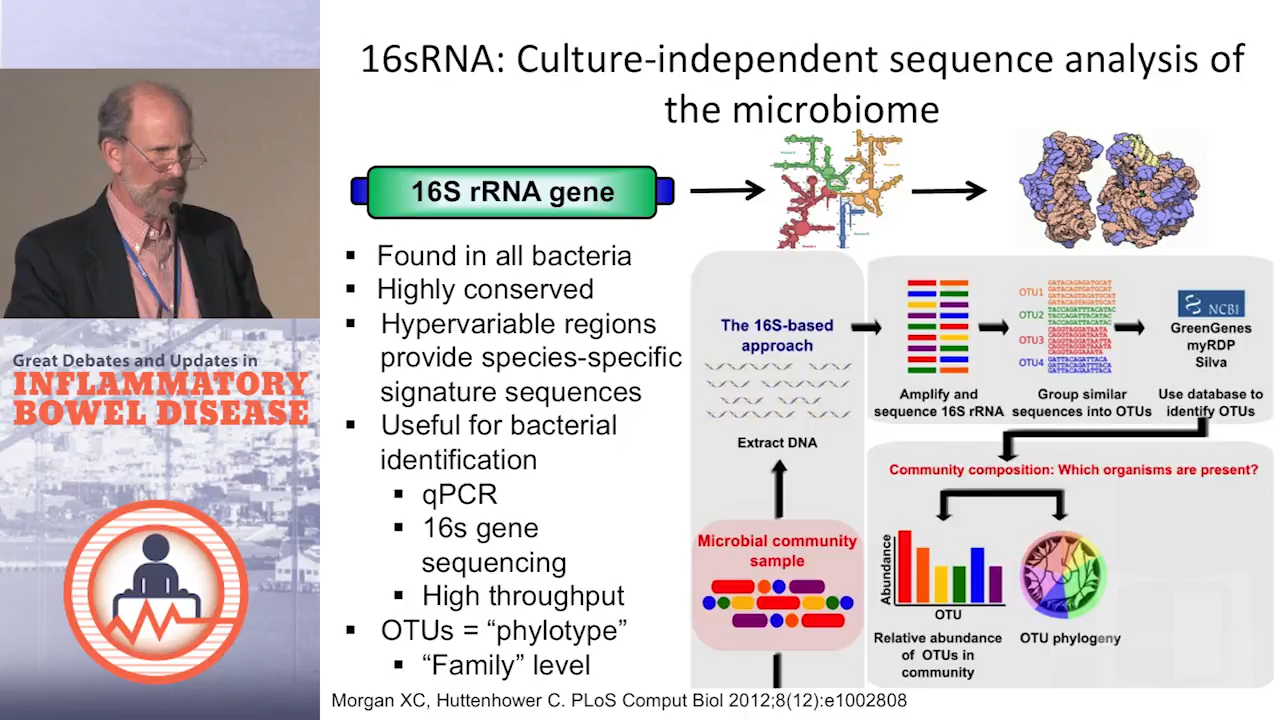 16sRNA: Culture-independent sequence analysis of
the microbiome
16S rRNA gene
▪ Found in all bacteria
▪ Highly conserved
▪ Hypervariable regions
provide species-specific
signature sequences
▪ Useful for bacterial
identification
▪ qPCR
▪ 16s gene
sequencing
▪ High throughput
▪ OTUs = “phylotype”
▪ “Family” level
Morgan XC, Huttenhower C. PLoS Comput Biol 2012;8(12):e1002808
Great Debates and Updates in
INFLAMMATORY
BOWEL DISEASE
The 16S-based
approach
Extract DNA
Microbial community
sample
Amplify and
sequence 16S rRNA
OTU1
OTU2
OTU3
OTU4
Group similar
sequences into OTUs
NCBI
GreenGenes
myRDP
Silva
Use database to
identify OTUs
Community composition: Which organisms are present?
Abundance
OTU
Relative abundance
of OTUs in
community
OTU phylogeny